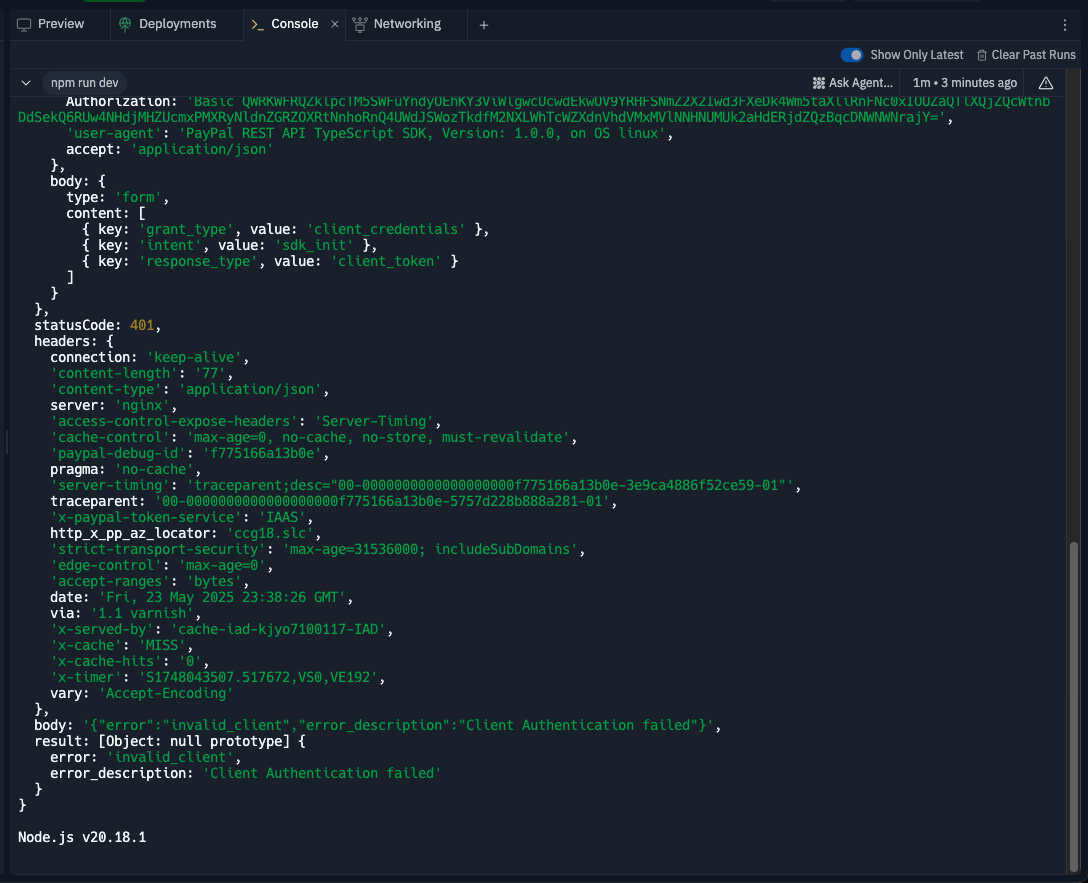 Preview
Deployments
Console
Networking
Show Only Latest
Clear Past Runs
npm run dev
Ask Agent...
1m • 3 minutes ago
Authorization: 'Basic
'user-agent': 'PayPal REST API TypeScript SDK, Version: 1.0.0, on OS linux',
accept: 'application/json'
},
body: {
type: 'form',
content: [
{ key: 'grant_type', value: 'client_credentials' },
{ key: 'intent', value: 'sdk_init' },
{ key: 'response_type', value: 'client_token' }
]
}
},
statusCode: 401,
headers: {
connection: 'keep-alive',
'content-length': '77',
'content-type': 'application/json',
server: 'nginx',
'access-control-expose-headers': 'Server-Timing',
'cache-control': 'max-age=0, no-cache, no-store, must-revalidate',
'paypal-debug-id': 'f775166a13b0e',
pragma: 'no-cache',
'server-timing': 'traceparent;desc="00-0000000000000000000f775166a13b0e-3e9ca4886f52ce59-01"',
traceparent: '00-0000000000000000000f775166a13b0e-5757d228b888a281-01',
'x-paypal-token-service': 'IAAS',
http_x_pp_az_locator: 'ccg18.slc',
'strict-transport-security': 'max-age=31536000; includeSubDomains',
'edge-control': 'max-age=0',
'accept-ranges': 'bytes',
date: 'Fri, 23 May 2025 23:38:26 GMT',
via: '1.1 varnish',
'x-served-by': 'cache-iad-kjyo7100117-IAD',
'x-cache': 'MISS',
'x-cache-hits': '0',
'x-timer': 'S1748043507.517672,VS0,VE192',
vary: 'Accept-Encoding'
},
body: '{"error":"invalid_client","error_description":"Client Authentication failed"}',
result: [Object: null prototype] {
error: 'invalid_client',
error_description: 'Client Authentication failed'
}
}
Node.js v20.18.1